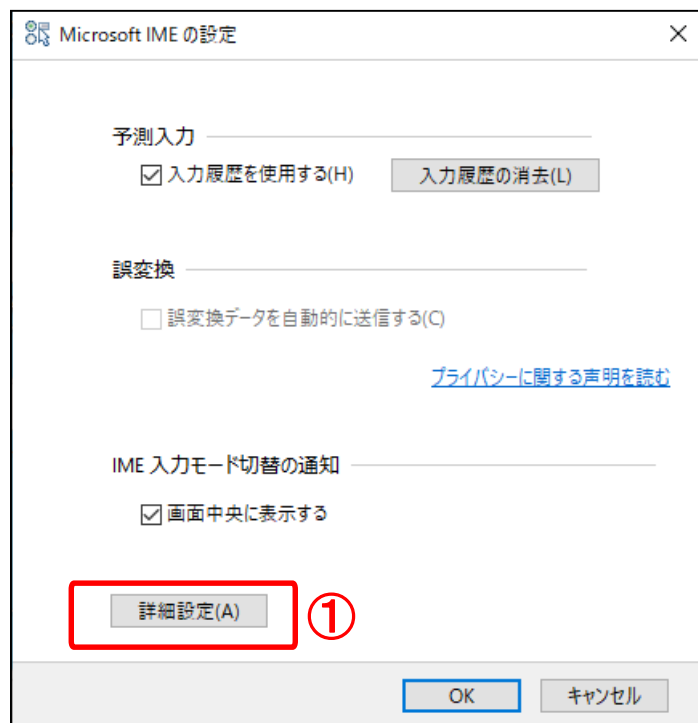 Microsoft IME の設定
予測入力
入力履歴を使用する(H)
入力履歴の消去(L)
誤変換
誤変換データを自動的に送信する(C)
プライバシーに関する声明を読む
IME 入力モード切替の通知
画面中央に表示する
詳細設定(A)
①
OK
キャンセル